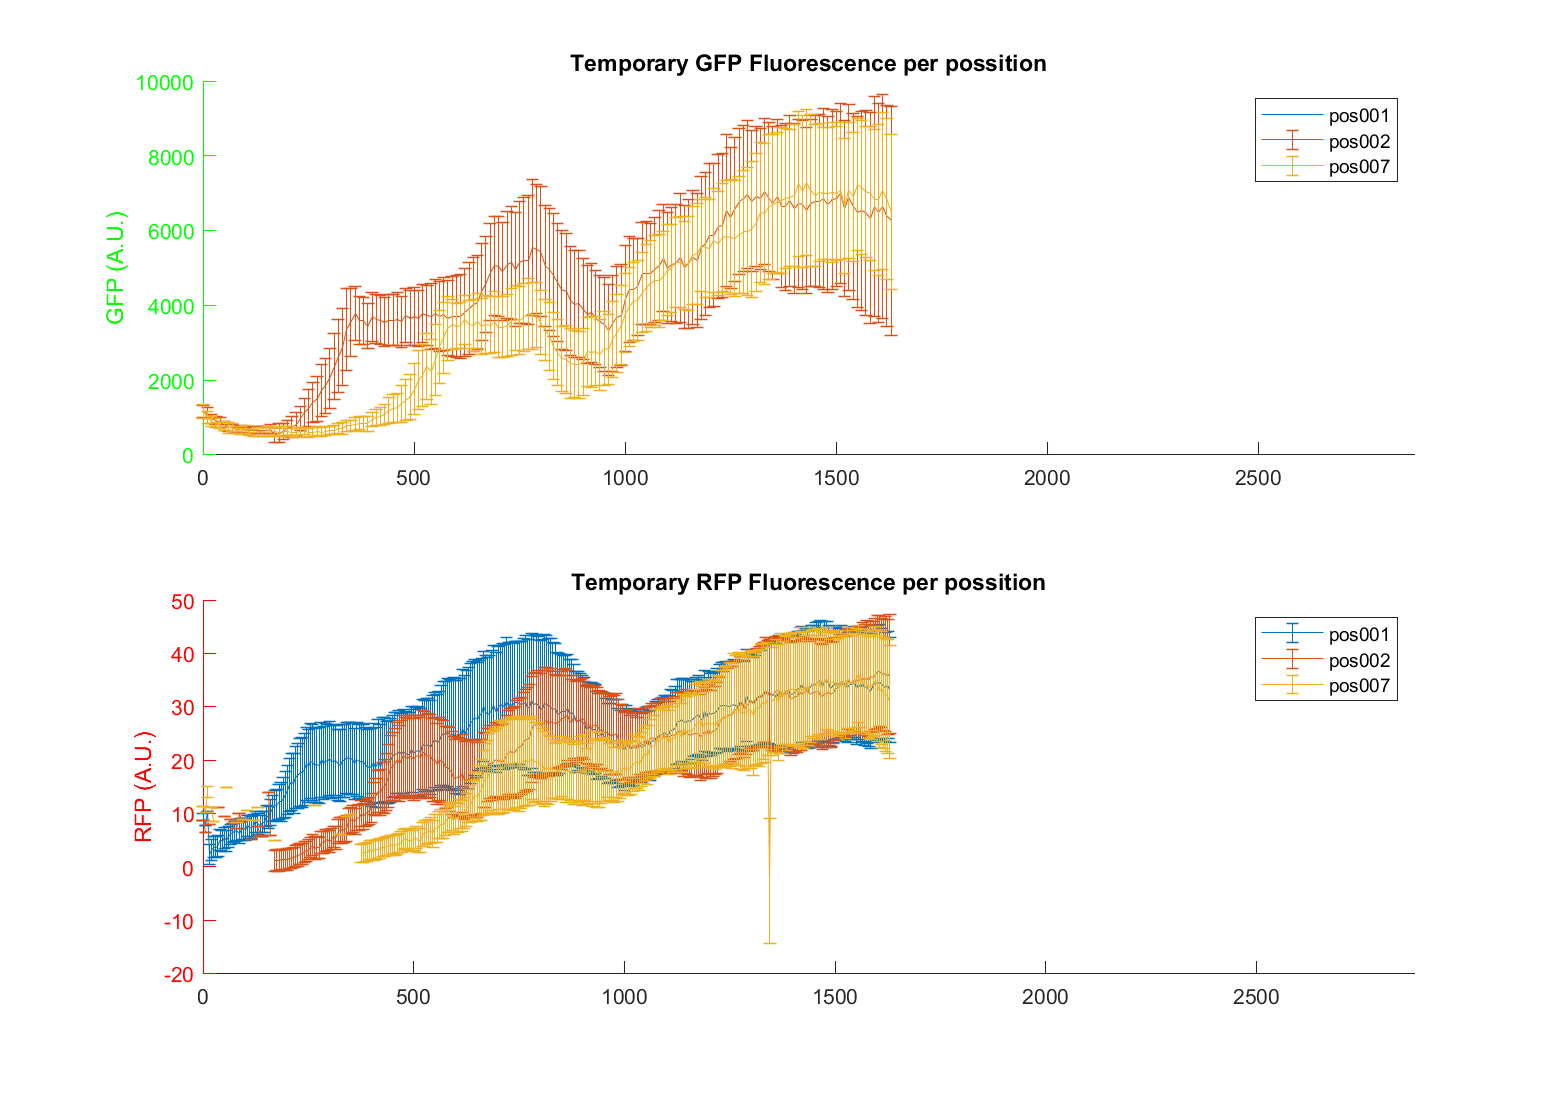 Temporary GFP Fluorescence per possition
10000
8000
6000
4000
2000
0
GFP (A.U.)
0 500 1000 1500 2000 2500
pos001
pos002
pos007
Temporary RFP Fluorescence per possition
50
40
30
20
10
0
-10
-20
RFP (A.U.)
0 500 1000 1500 2000 2500
pos001
pos002
pos007